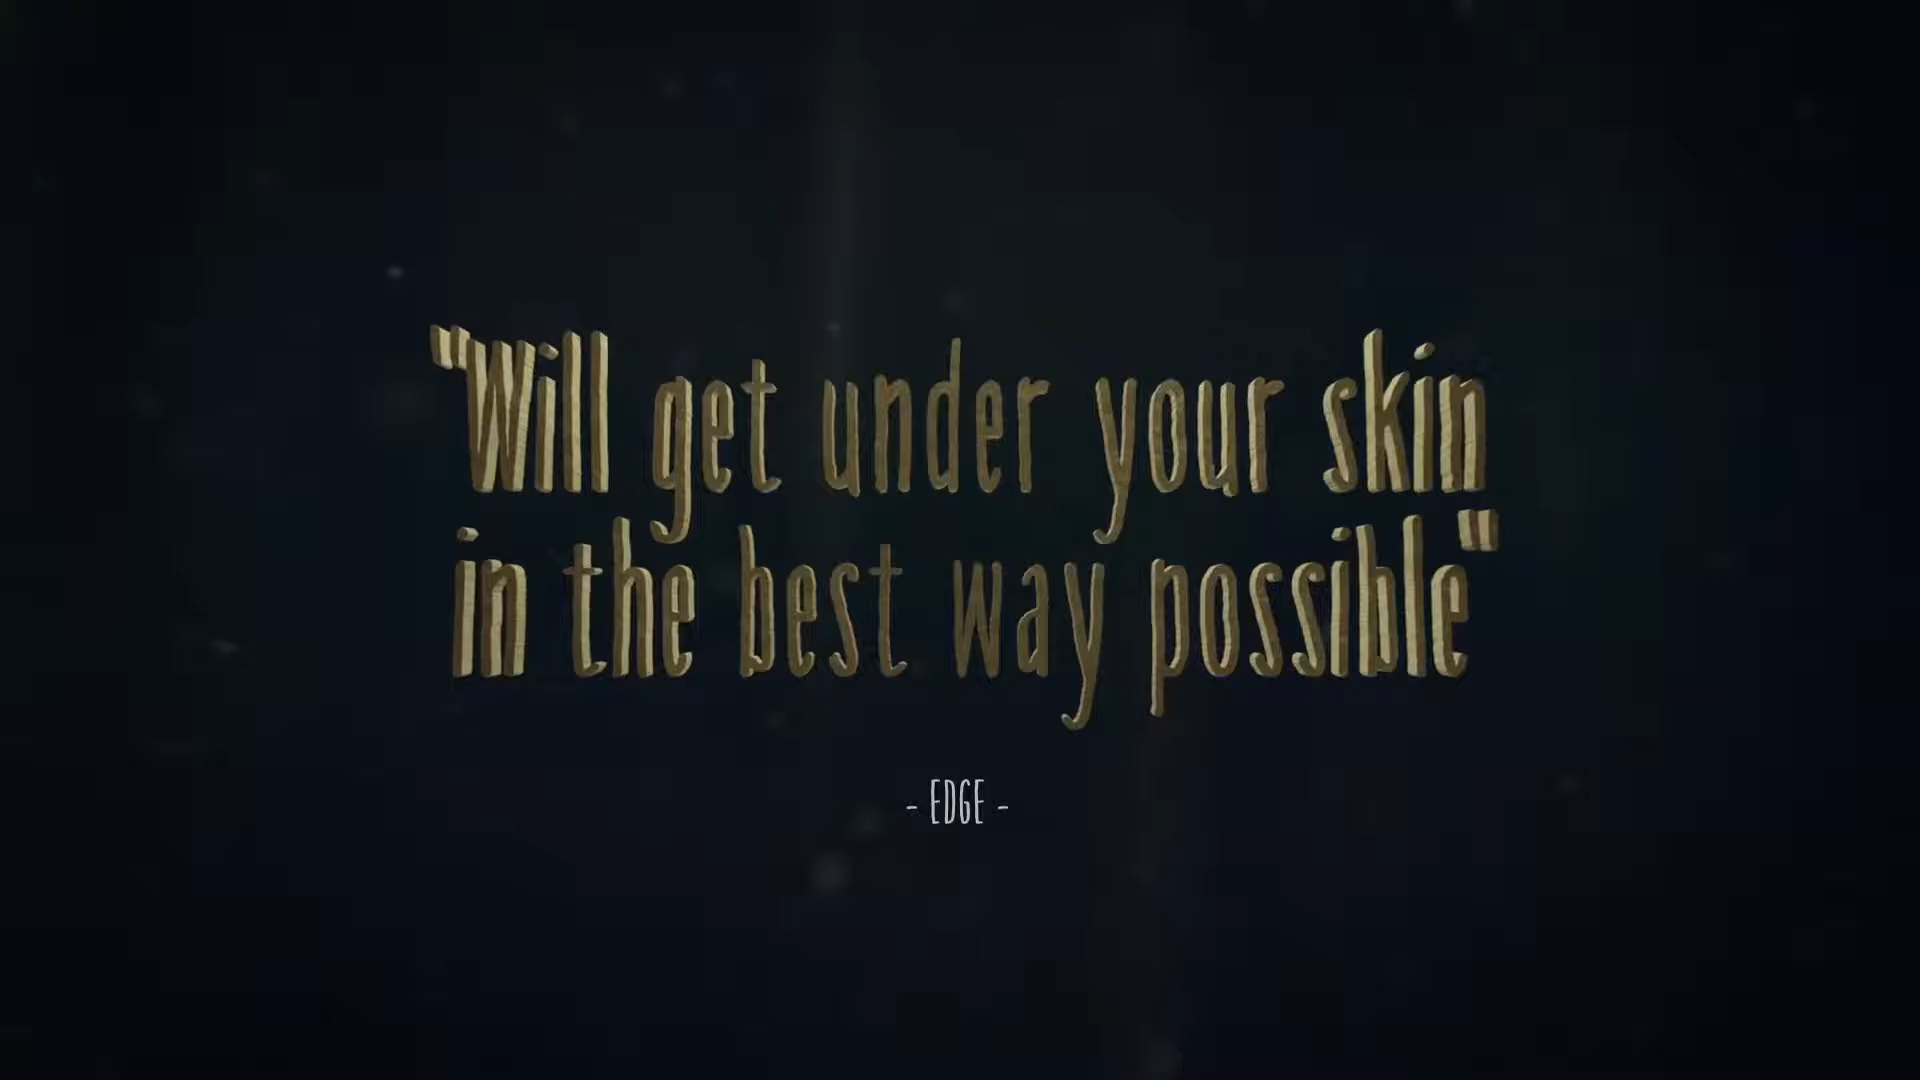 "Will get under your skin
in the best way possible"
- EDGE -